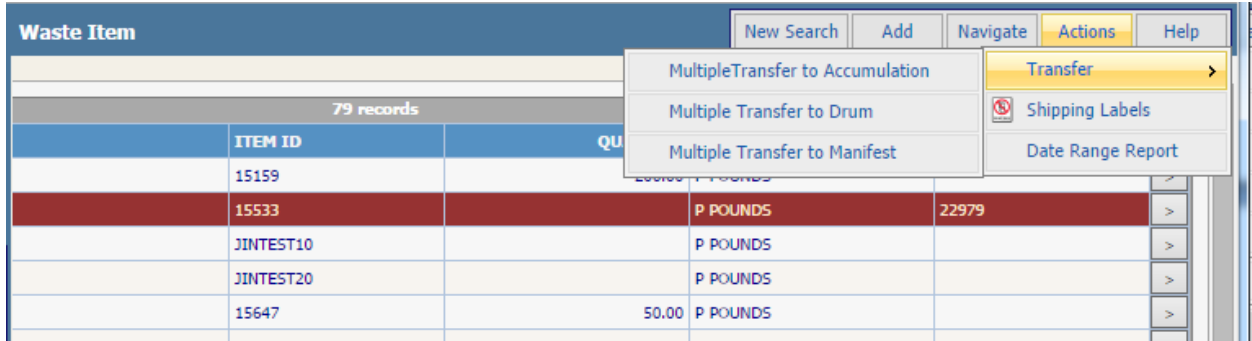 Waste Item New Search Add Navigate Actions Help
MultipleTransfer to Accumulation Transfer >
79 records Multiple Transfer to Drum Shipping Labels
ITEM ID QU Multiple Transfer to Manifest Date Range Report
15159 >
15533 P POUNDS 22979 >
JINTEST10 P POUNDS >
JINTEST20 P POUNDS >
15647 50.00 P POUNDS >